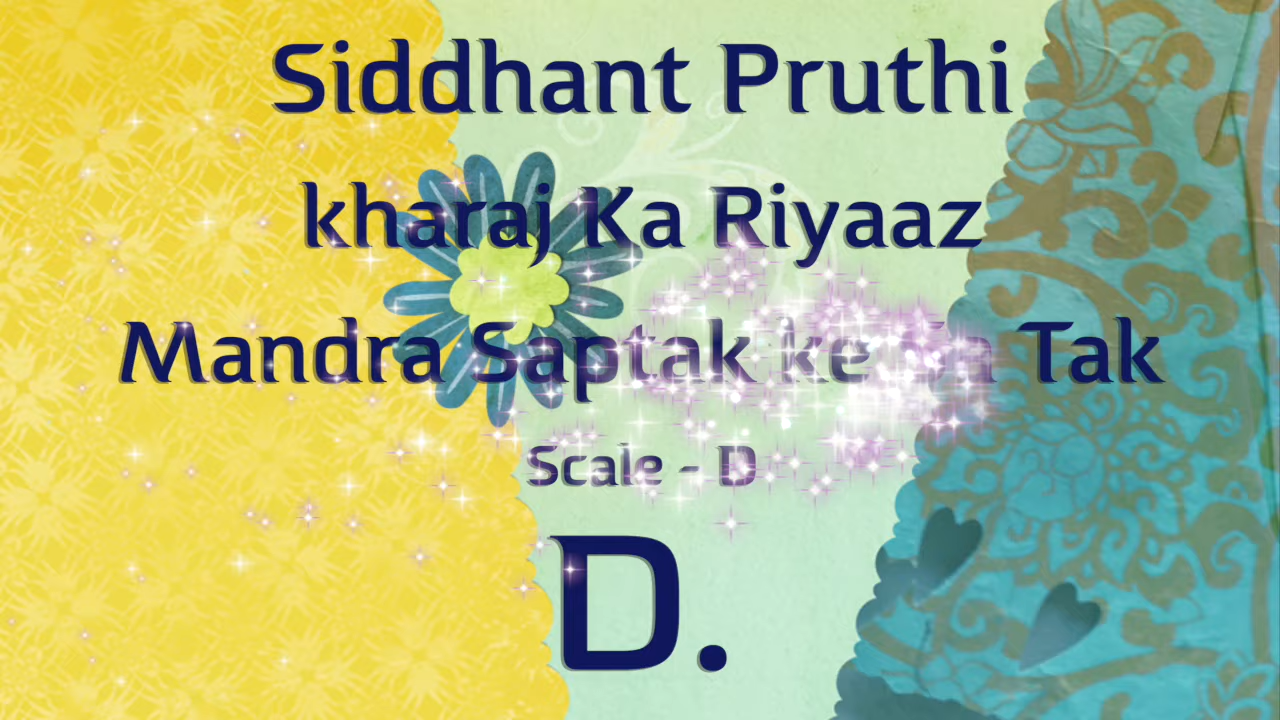 Siddhant Pruthi
kharaj Ka Riyaaz
Mandra Saptak ke Tak
Scale - D
D.